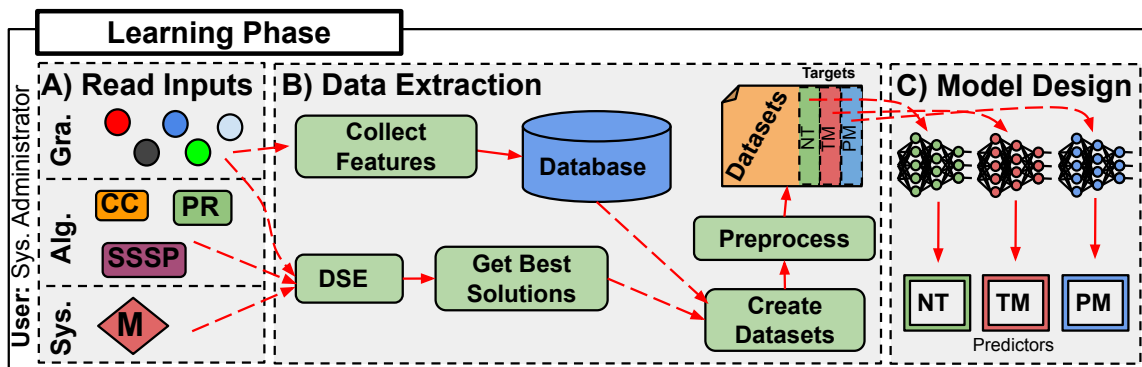 Learning Phase
User: Sys. Administrator
A) Read Inputs
Gra.
Alg.
CC
PR
SSSP
Sys.
M
B) Data Extraction
Collect
Features
Database
DSE
Get Best
Solutions
Create
Datasets
Preprocess
Targets
Datasets
NT
TM
PM
C) Model Design
NT
TM
PM
Predictors